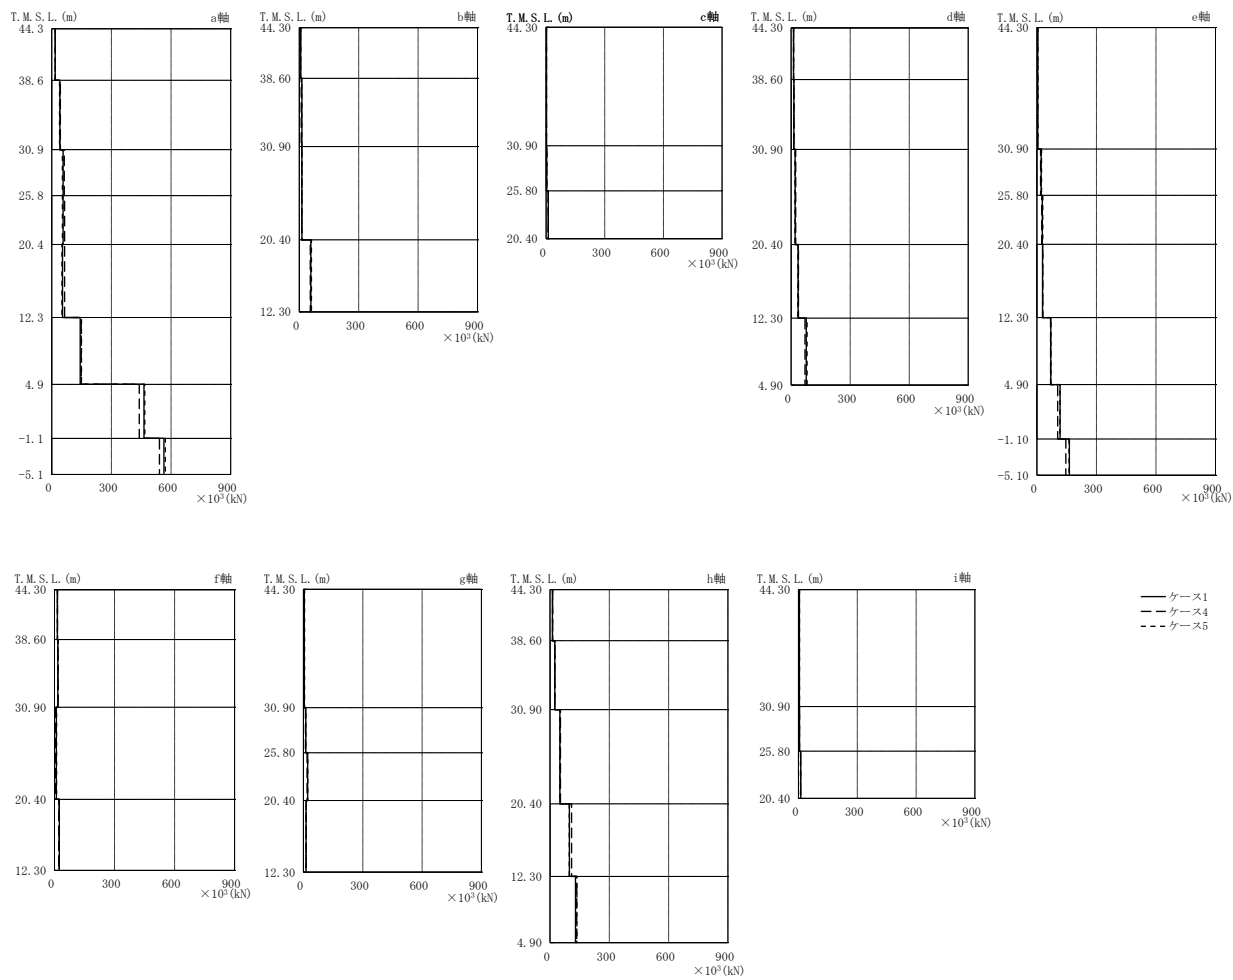 T.M.S.L.(m) a軸
44.3
38.6
30.9
25.8
20.4
12.3
4.9
-1.1
-5.1
0 300 600 900
×10³(kN)
T.M.S.L.(m) b軸
44.30
38.60
30.90
20.40
12.30
0 300 600 900
×10³(kN)
T.M.S.L.(m) c軸
44.30
30.90
25.80
20.40
0 300 600 900
×10³(kN)
T.M.S.L.(m) d軸
44.30
38.60
30.90
20.40
12.30
4.90
0 300 600 900
×10³(kN)
T.M.S.L.(m) e軸
44.30
30.90
25.80
20.40
12.30
4.90
-1.10
-5.10
0 300 600 900
×10³(kN)
T.M.S.L.(m) f軸
44.30
38.60
30.90
20.40
12.30
0 300 600 900
×10³(kN)
T.M.S.L.(m) g軸
44.30
30.90
25.80
20.40
12.30
0 300 600 900
×10³(kN)
T.M.S.L.(m) h軸
44.30
38.60
30.90
20.40
12.30
4.90
0 300 600 900
×10³(kN)
T.M.S.L.(m) i軸
44.30
30.90
25.80
20.40
0 300 600 900
×10³(kN)
ケース1
ケース4
ケース5